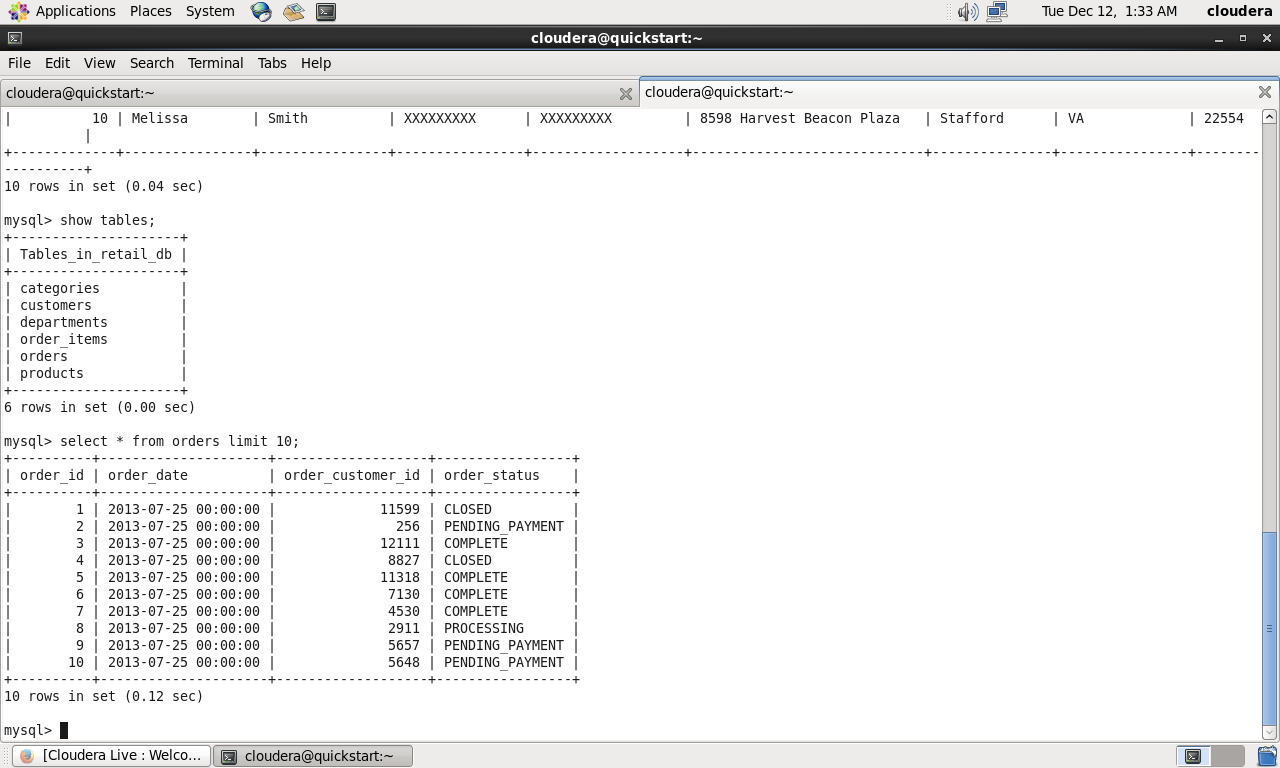 Applications Places System Tue Dec 12, 1:33 AM cloudera
cloudera@quickstart:~
File Edit View Search Terminal Tabs Help
cloudera@quickstart:~ cloudera@quickstart:~
|         10 | Melissa        | Smith          | XXXXXXXXX      | XXXXXXXXX         | 8598 Harvest Beacon Plaza   | Stafford      | VA             | 22554
          |
+------------+----------------+----------------+----------------+-------------------+-----------------------------+---------------+----------------+--------
----------+
10 rows in set (0.04 sec)
mysql> show tables;
+---------------------+
| Tables_in_retail_db |
+---------------------+
| categories          |
| customers           |
| departments         |
| order_items         |
| orders              |
| products            |
+---------------------+
6 rows in set (0.00 sec)
mysql> select * from orders limit 10;
+----------+---------------------+-------------------+-----------------+
| order_id | order_date          | order_customer_id | order_status    |
+----------+---------------------+-------------------+-----------------+
|        1 | 2013-07-25 00:00:00 |             11599 | CLOSED          |
|        2 | 2013-07-25 00:00:00 |               256 | PENDING_PAYMENT |
|        3 | 2013-07-25 00:00:00 |             12111 | COMPLETE        |
|        4 | 2013-07-25 00:00:00 |              8827 | CLOSED          |
|        5 | 2013-07-25 00:00:00 |             11318 | COMPLETE        |
|        6 | 2013-07-25 00:00:00 |              7130 | COMPLETE        |
|        7 | 2013-07-25 00:00:00 |              4530 | COMPLETE        |
|        8 | 2013-07-25 00:00:00 |              2911 | PROCESSING      |
|        9 | 2013-07-25 00:00:00 |              5657 | PENDING_PAYMENT |
|       10 | 2013-07-25 00:00:00 |              5648 | PENDING_PAYMENT |
+----------+---------------------+-------------------+-----------------+
10 rows in set (0.12 sec)
mysql>
[Cloudera Live : Welco... cloudera@quickstart:~